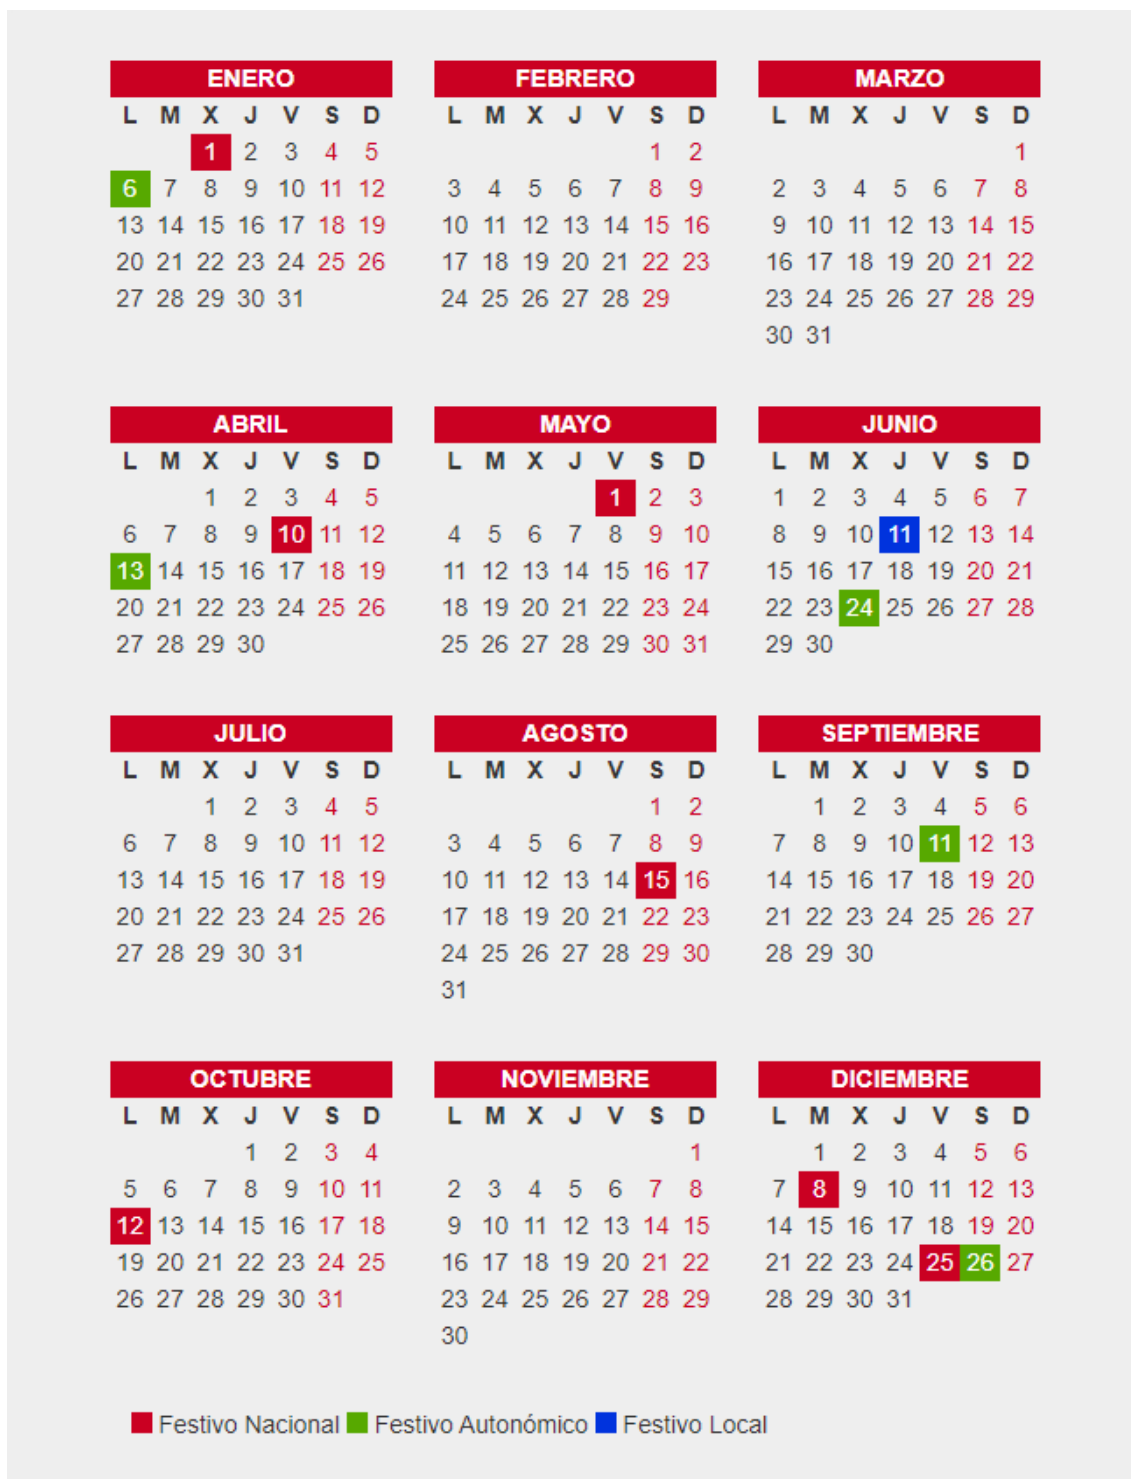 ENERO
L M X J V S D
1 2 3 4 5
6 7 8 9 10 11 12
13 14 15 16 17 18 19
20 21 22 23 24 25 26
27 28 29 30 31
FEBRERO
L M X J V S D
1 2
3 4 5 6 7 8 9
10 11 12 13 14 15 16
17 18 19 20 21 22 23
24 25 26 27 28 29
MARZO
L M X J V S D
1
2 3 4 5 6 7 8
9 10 11 12 13 14 15
16 17 18 19 20 21 22
23 24 25 26 27 28 29
30 31
ABRIL
L M X J V S D
1 2 3 4 5
6 7 8 9 10 11 12
13 14 15 16 17 18 19
20 21 22 23 24 25 26
27 28 29 30
MAYO
L M X J V S D
1 2 3
4 5 6 7 8 9 10
11 12 13 14 15 16 17
18 19 20 21 22 23 24
25 26 27 28 29 30 31
JUNIO
L M X J V S D
1 2 3 4 5 6 7
8 9 10 11 12 13 14
15 16 17 18 19 20 21
22 23 24 25 26 27 28
29 30
JULIO
L M X J V S D
1 2 3 4 5
6 7 8 9 10 11 12
13 14 15 16 17 18 19
20 21 22 23 24 25 26
27 28 29 30 31
AGOSTO
L M X J V S D
1 2
3 4 5 6 7 8 9
10 11 12 13 14 15 16
17 18 19 20 21 22 23
24 25 26 27 28 29 30
31
SEPTIEMBRE
L M X J V S D
1 2 3 4 5 6
7 8 9 10 11 12 13
14 15 16 17 18 19 20
21 22 23 24 25 26 27
28 29 30
OCTUBRE
L M X J V S D
1 2 3 4
5 6 7 8 9 10 11
12 13 14 15 16 17 18
19 20 21 22 23 24 25
26 27 28 29 30 31
NOVIEMBRE
L M X J V S D
1
2 3 4 5 6 7 8
9 10 11 12 13 14 15
16 17 18 19 20 21 22
23 24 25 26 27 28 29
30
DICIEMBRE
L M X J V S D
1 2 3 4 5 6
7 8 9 10 11 12 13
14 15 16 17 18 19 20
21 22 23 24 25 26 27
28 29 30 31
Festivo Nacional Festivo Autonómico Festivo Local